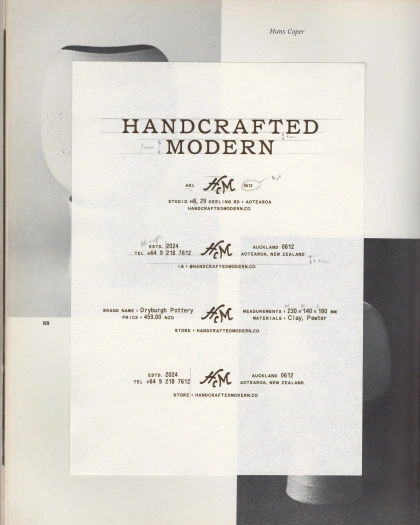 Hans Coper
HANDCRAFTED
MODERN
AKL HCM 0612
STUDIO H8, 29 KEELING RD • AOTEAROA
HANDCRAFTEDMODERN.CO
ESTD. 2024 HCM AUCKLAND 0612
TEL +64 9 218 7612 AOTEAROA, NEW ZEALAND
IG • @HANDCRAFTEDMODERN.CO
BRAND NAME • Dryburgh Pottery HCM MEASUREMENTS • 230 × 140 × 180 MM
PRICE • 459.00 NZD MATERIALS • Clay, Pewter
STORE • HANDCRAFTEDMODERN.CO
88
ESTD. 2024 HCM AUCKLAND 0612
TEL +64 9 218 7612 AOTEAROA, NEW ZEALAND
STORE • HANDCRAFTEDMODERN.CO